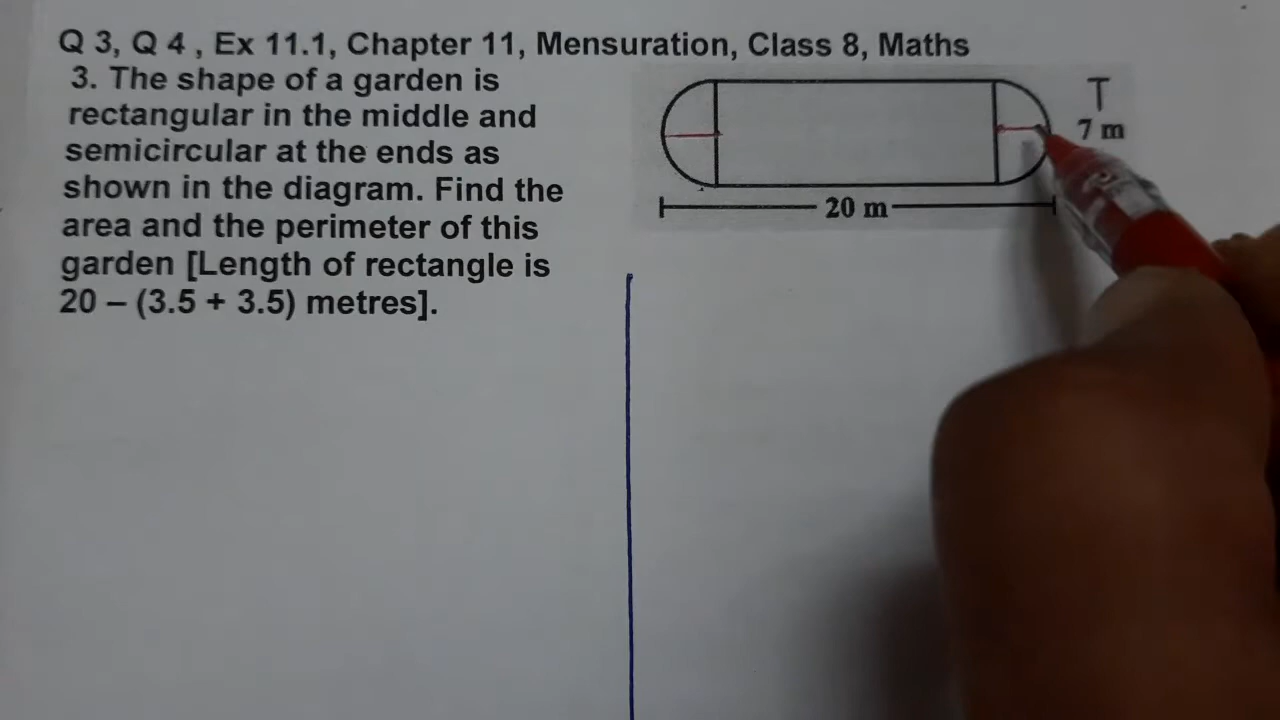 Q 3, Q 4 , Ex 11.1, Chapter 11, Mensuration, Class 8, Maths
3. The shape of a garden is
rectangular in the middle and
semicircular at the ends as
shown in the diagram. Find the
area and the perimeter of this
garden [Length of rectangle is
20 – (3.5 + 3.5) metres].
7 m
20 m